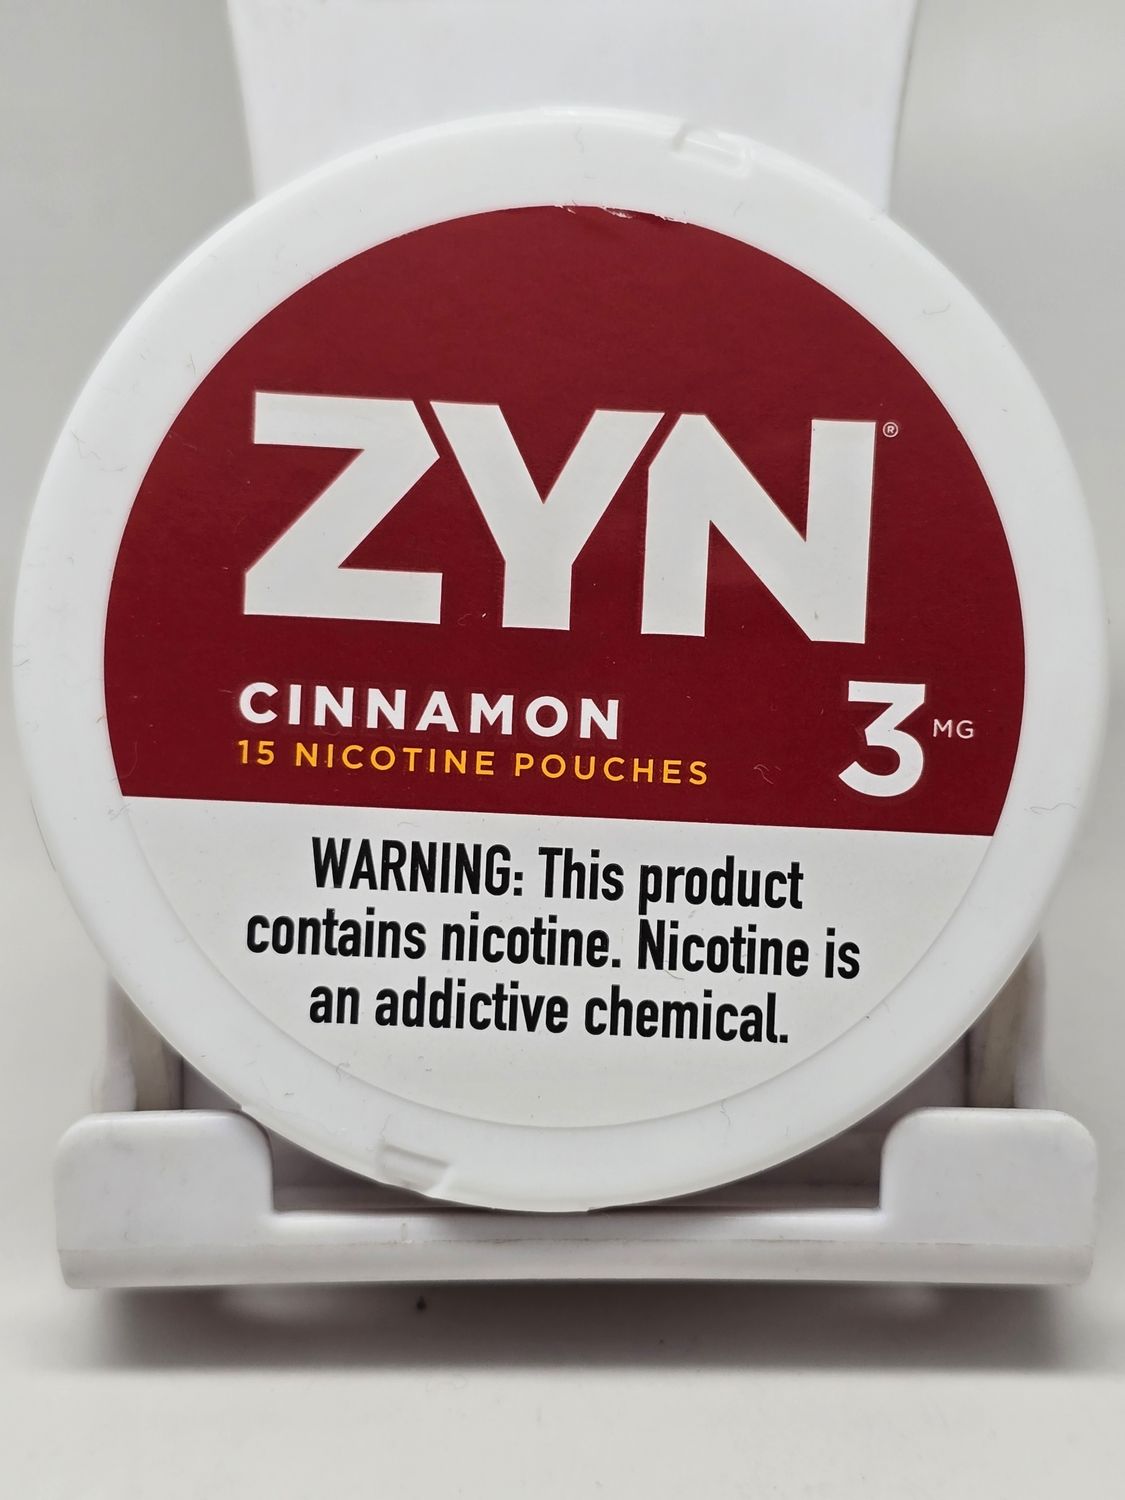 ZYN®
CINNAMON
15 NICOTINE POUCHES
3 MG
WARNING: This product
contains nicotine. Nicotine is
an addictive chemical.